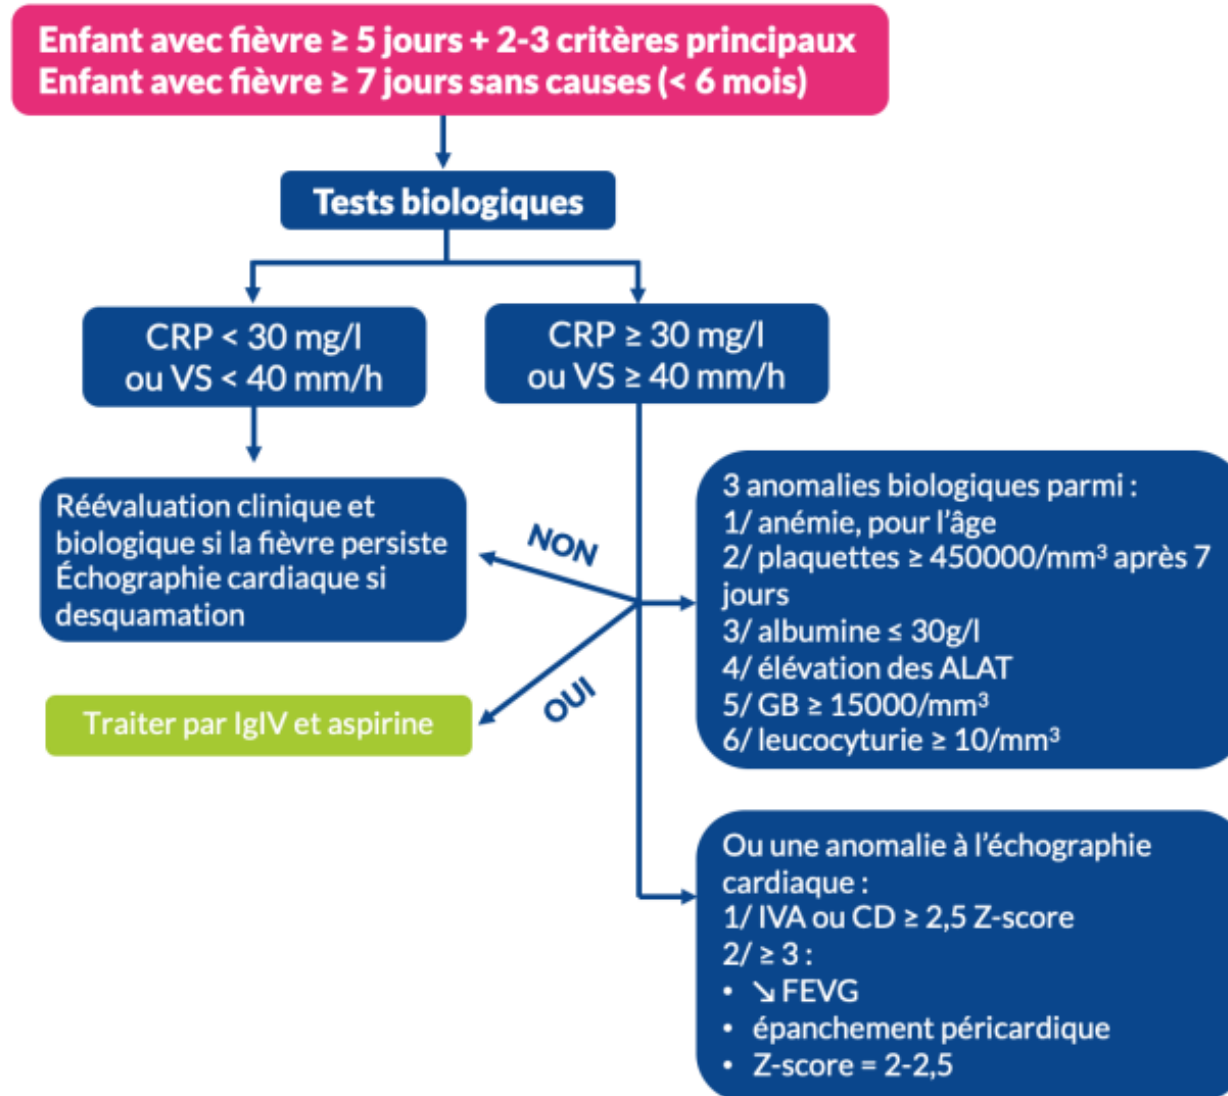 Enfant avec fièvre ≥ 5 jours + 2-3 critères principaux
Enfant avec fièvre ≥ 7 jours sans causes (< 6 mois)
Tests biologiques
CRP < 30 mg/l
ou VS < 40 mm/h
CRP ≥ 30 mg/l
ou VS ≥ 40 mm/h
Réévaluation clinique et
biologique si la fièvre persiste
Échographie cardiaque si
desquamation
NON
OUI
Traiter par IgIV et aspirine
3 anomalies biologiques parmi :
1/ anémie, pour l'âge
2/ plaquettes ≥ 450000/mm³ après 7
jours
3/ albumine ≤ 30g/l
4/ élévation des ALAT
5/ GB ≥ 15000/mm³
6/ leucocyturie ≥ 10/mm³
Ou une anomalie à l'échographie
cardiaque :
1/ IVA ou CD ≥ 2,5 Z-score
2/ ≥ 3 :
• ↘ FEVG
• épanchement péricardique
• Z-score = 2-2,5